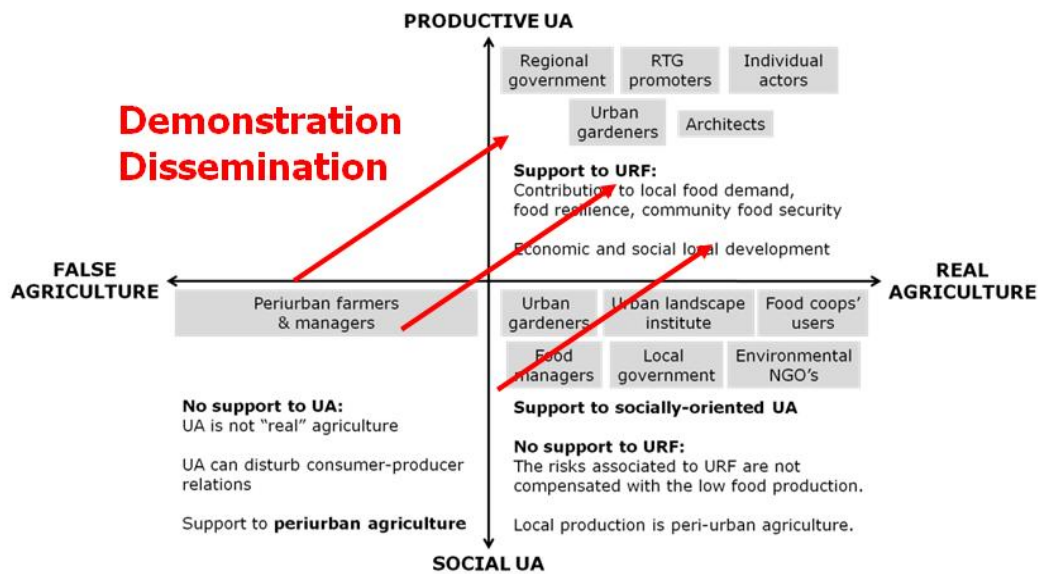 PRODUCTIVE UA
Regional
government
RTG
promoters
Individual
actors
Urban
gardeners
Architects
Demonstration
Dissemination
Support to URF:
Contribution to local food demand,
food resilience, community food security
Economic and social local development
FALSE
AGRICULTURE
REAL
AGRICULTURE
Periurban farmers
& managers
Urban
gardeners
Urban landscape
institute
Food coops’
users
Food
managers
Local
government
Environmental
NGO’s
No support to UA:
UA is not “real” agriculture
UA can disturb consumer-producer
relations
Support to periurban agriculture
Support to socially-oriented UA
No support to URF:
The risks associated to URF are not
compensated with the low food production.
Local production is peri-urban agriculture.
SOCIAL UA